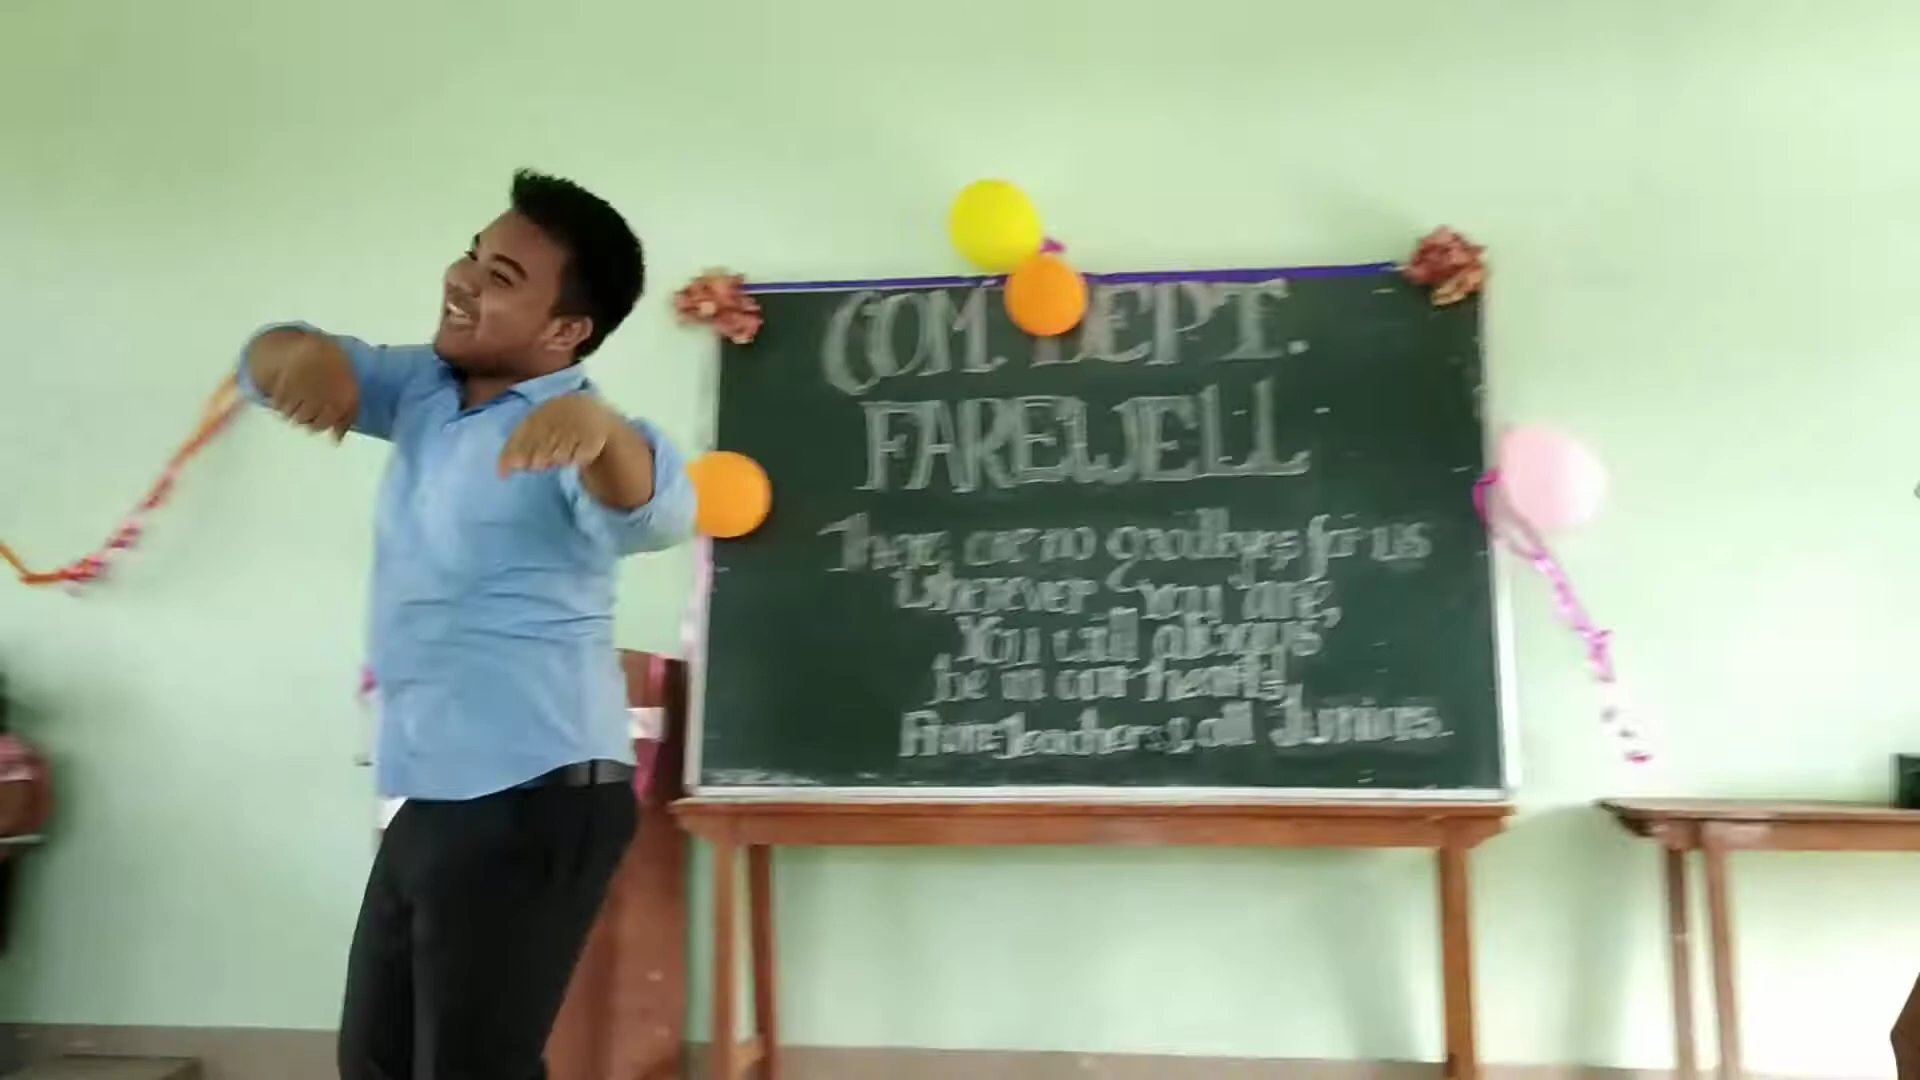 COM. DEPT.
FAREWELL
There are no goodbyes for us
Wherever you are,
You will always
be in our hearts
From: Teachers & all Juniors.